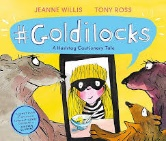 JEANNE WILLIS TONY ROSS
#Goldilocks
A Hashtag Cautionary Tale